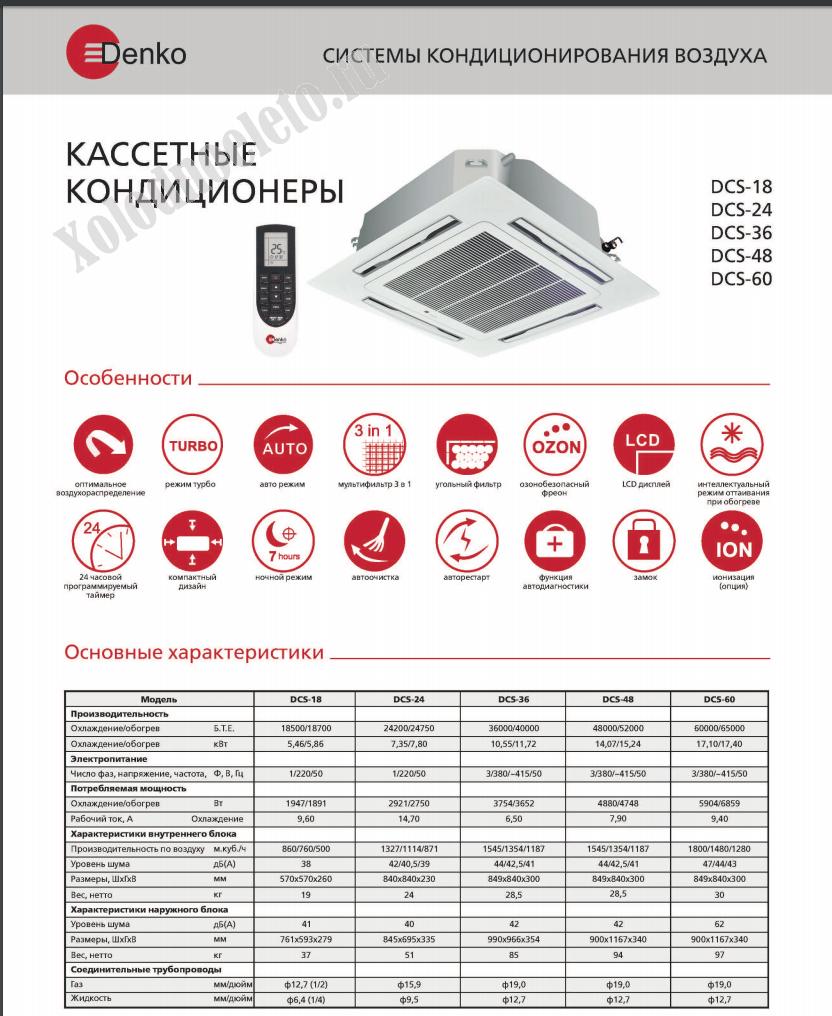 Denko
СИСТЕМЫ КОНДИЦИОНИРОВАНИЯ ВОЗДУХА
КАССЕТНЫЕ
КОНДИЦИОНЕРЫ
Xolodnoeleto.ru
DCS-18
DCS-24
DCS-36
DCS-48
DCS-60
25
Denko
Особенности
TURBO
AUTO
3 in 1
OZON
LCD
оптимальное
воздухораспределение
режим турбо
авто режим
мультифильтр 3 в 1
угольный фильтр
озонобезопасный
фреон
LCD дисплей
интеллектуальный
режим оттаивания
при обогреве
24
7 hours
ION
24 часовой
программируемый
таймер
компактный
дизайн
ночной режим
автоочистка
авторестарт
функция
автодиагностики
замок
ионизация
(опция)
Основные характеристики
Модель DCS-18 DCS-24 DCS-36 DCS-48 DCS-60
Производительность
Охлаждение/обогрев Б.Т.Е. 18500/18700 24200/24750 36000/40000 48000/52000 60000/65000
Охлаждение/обогрев кВт 5,46/5,86 7,35/7,80 10,55/11,72 14,07/15,24 17,10/17,40
Электропитание
Число фаз, напряжение, частота, Ф, В, Гц 1/220/50 1/220/50 3/380/~415/50 3/380/~415/50 3/380/~415/50
Потребляемая мощность
Охлаждение/обогрев Вт 1947/1891 2921/2750 3754/3652 4880/4748 5904/6859
Рабочий ток, А Охлаждение 9,60 14,70 6,50 7,90 9,40
Характеристики внутреннего блока
Производительность по воздуху м.куб./ч 860/760/500 1327/1114/871 1545/1354/1187 1545/1354/1187 1800/1480/1280
Уровень шума дБ(А) 38 42/40,5/39 44/42,5/41 44/42,5/41 47/44/43
Размеры, ШхГхВ мм 570х570х260 840х840х230 849х840х300 849х840х300 849х840х300
Вес, нетто кг 19 24 28,5 28,5 30
Характеристики наружного блока
Уровень шума дБ(А) 41 40 42 42 62
Размеры, ШхГхВ мм 761х593х279 845х695х335 990х966х354 900х1167х340 900х1167х340
Вес, нетто кг 37 51 85 94 97
Соединительные трубопроводы
Газ мм/дюйм ф12,7 (1/2) ф15,9 ф19,0 ф19,0 ф19,0
Жидкость мм/дюйм ф6,4 (1/4) ф9,5 ф12,7 ф12,7 ф12,7